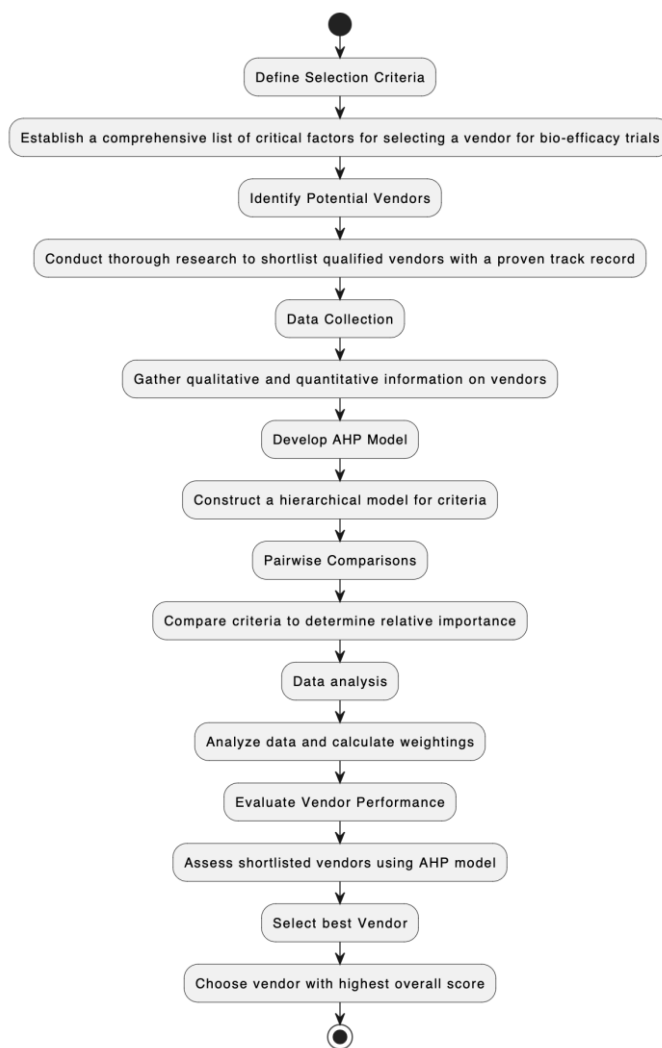 Define Selection Criteria
Establish a comprehensive list of critical factors for selecting a vendor for bio-efficacy trials
Identify Potential Vendors
Conduct thorough research to shortlist qualified vendors with a proven track record
Data Collection
Gather qualitative and quantitative information on vendors
Develop AHP Model
Construct a hierarchical model for criteria
Pairwise Comparisons
Compare criteria to determine relative importance
Data analysis
Analyze data and calculate weightings
Evaluate Vendor Performance
Assess shortlisted vendors using AHP model
Select best Vendor
Choose vendor with highest overall score